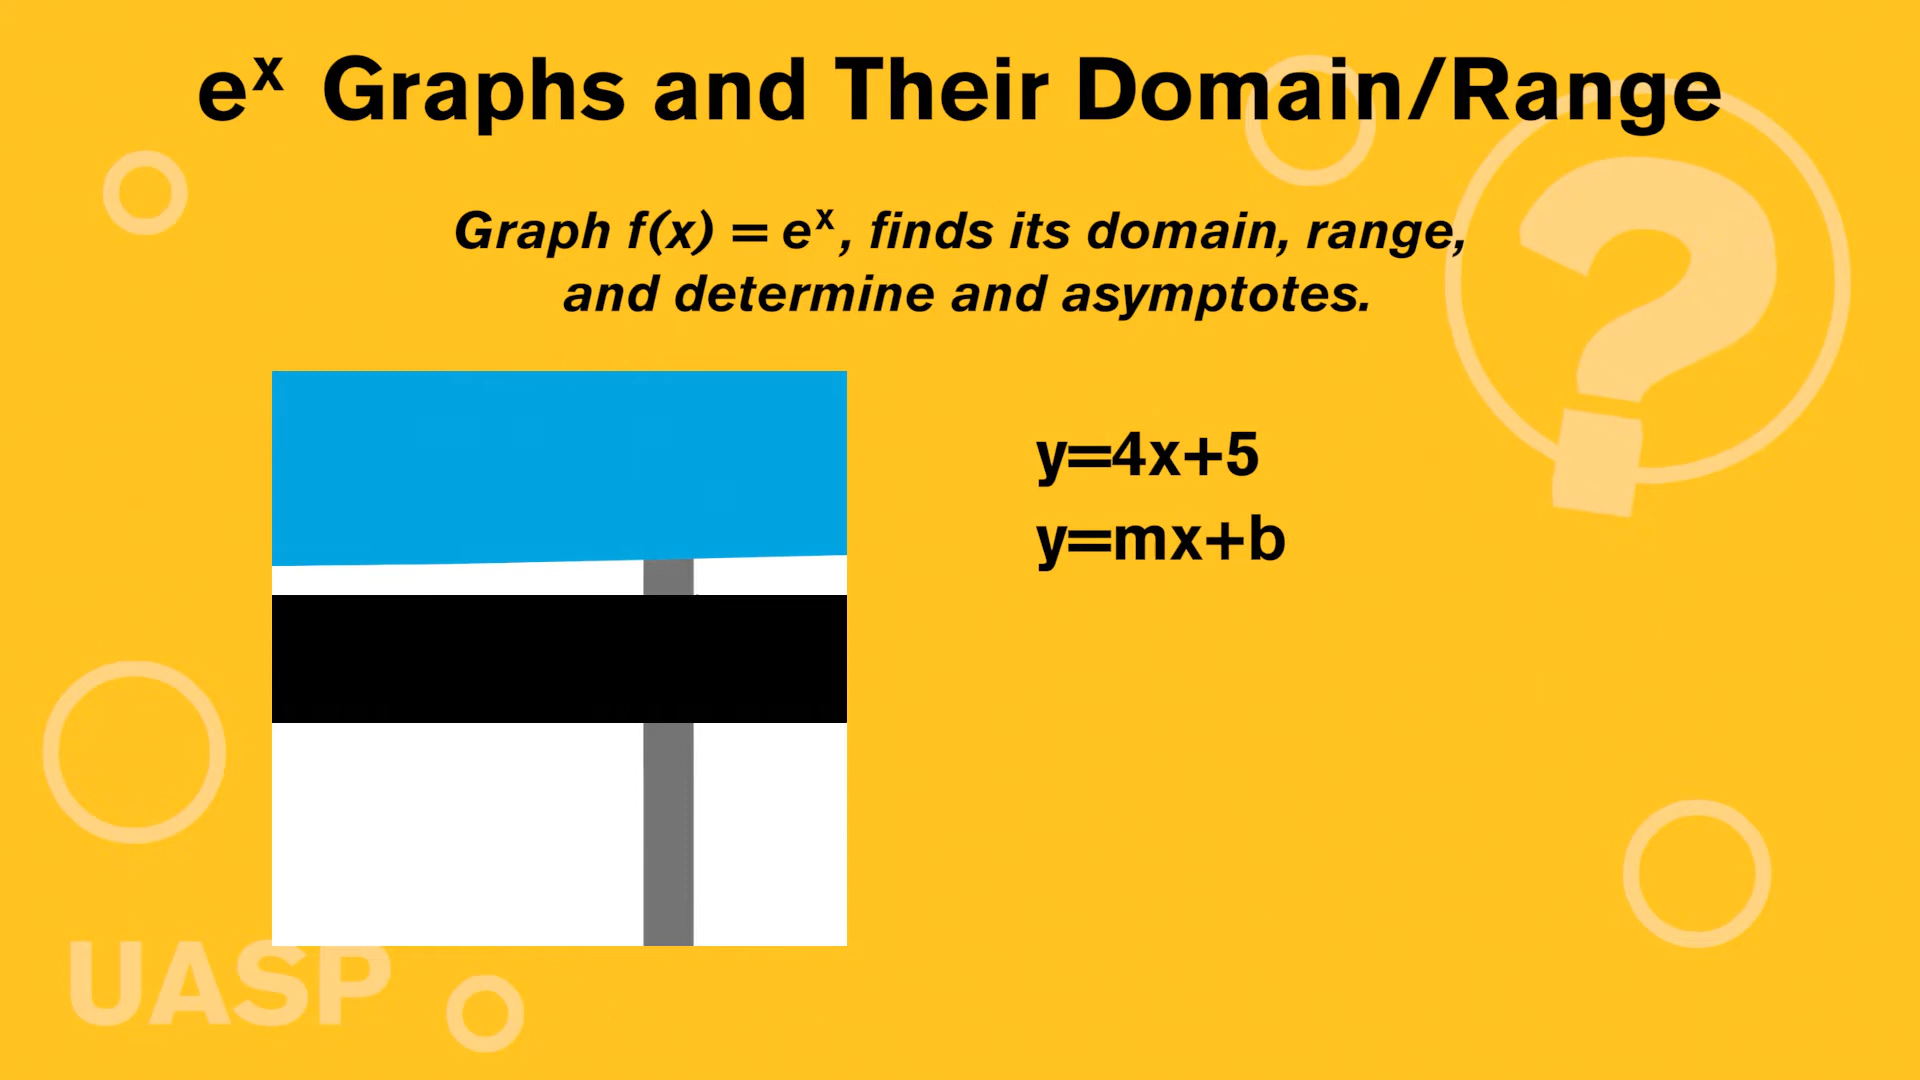 eˣ Graphs and Their Domain/Range
Graph f(x) = eˣ, finds its domain, range,
and determine and asymptotes.
y=4x+5
y=mx+b
UASP
?